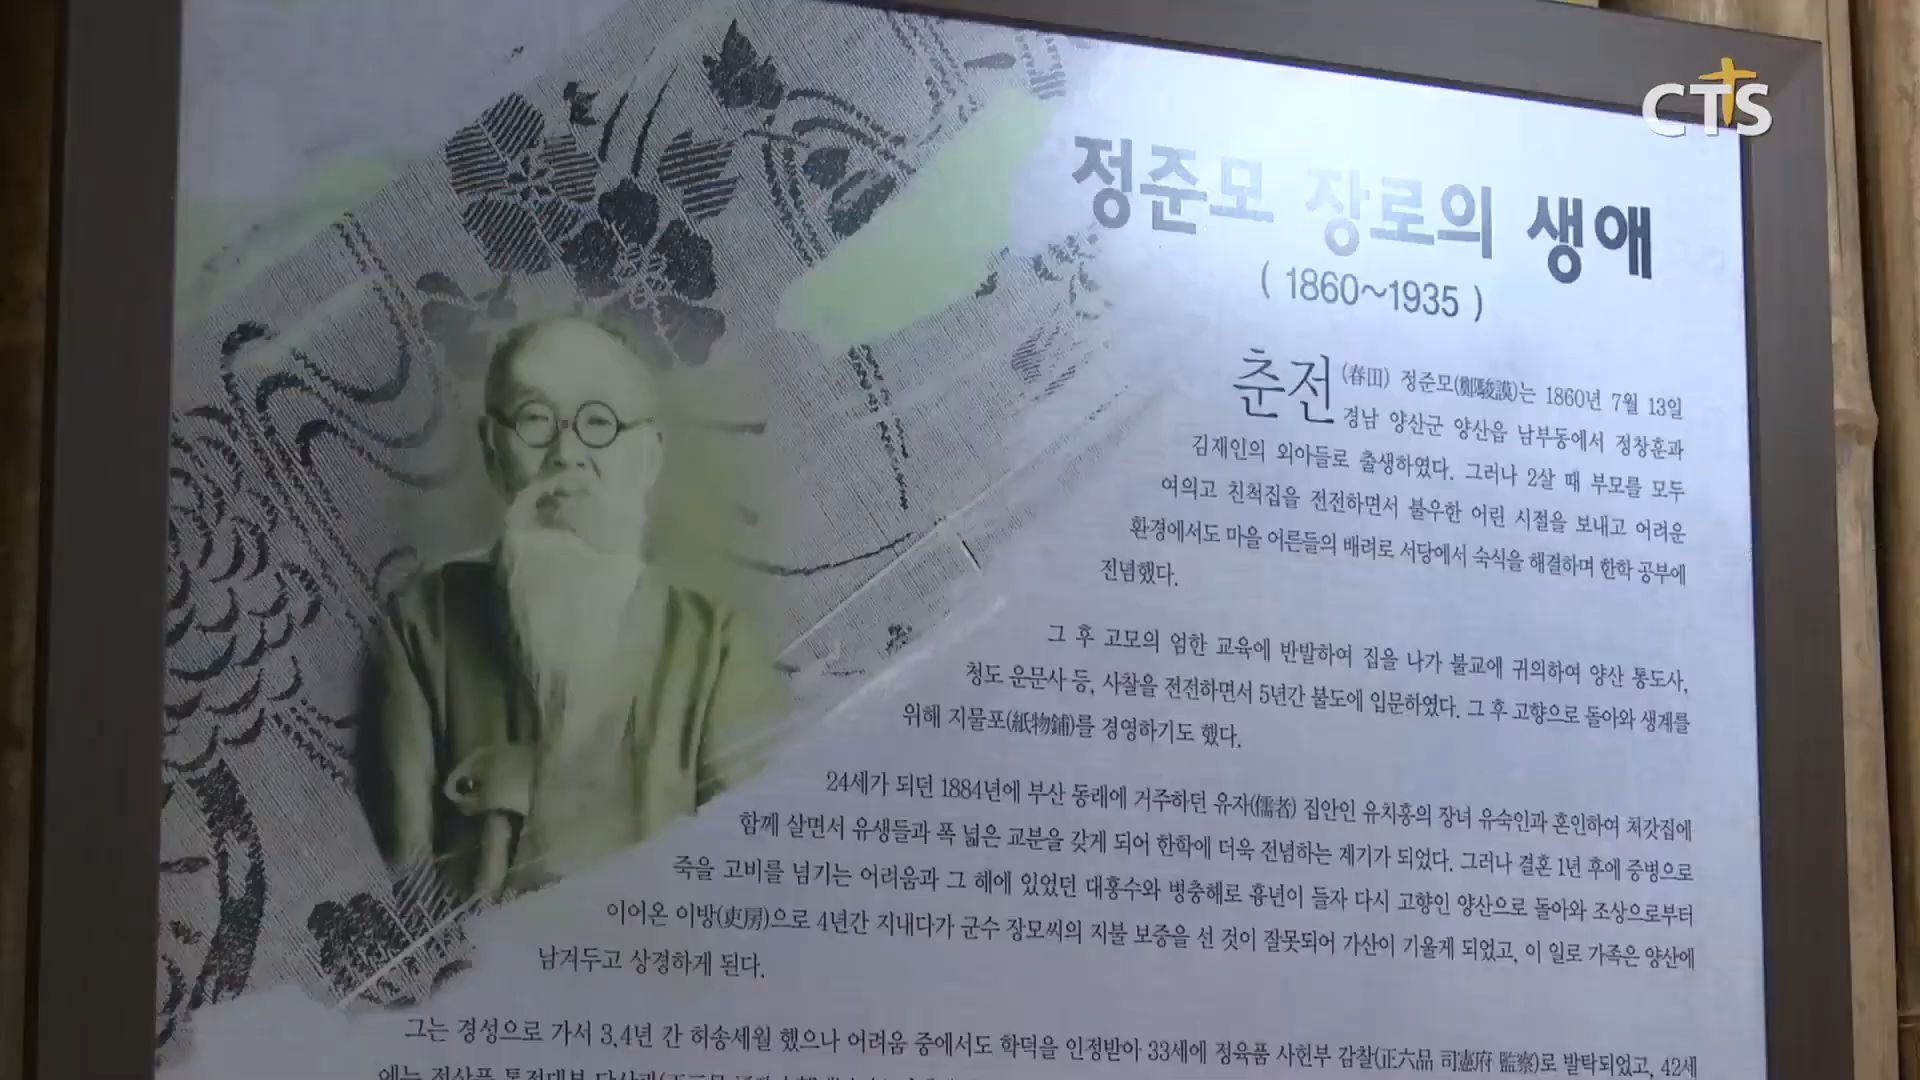 CTS
정준모 장로의 생애
( 1860~1935 )
춘전(春田) 정준모(鄭駿謨)는 1860년 7월 13일
경남 양산군 양산읍 남부동에서 정창훈과
김재인의 외아들로 출생하였다. 그러나 2살 때 부모를 모두
여의고 친척집을 전전하면서 불우한 어린 시절을 보내고 어려운
환경에서도 마을 어른들의 배려로 서당에서 숙식을 해결하며 한학 공부에
전념했다.
그 후 고모의 엄한 교육에 반발하여 집을 나가 불교에 귀의하여 양산 통도사,
청도 운문사 등, 사찰을 전전하면서 5년간 불도에 입문하였다. 그 후 고향으로 돌아와 생계를
위해 지물포(紙物鋪)를 경영하기도 했다.
24세가 되던 1884년에 부산 동래에 거주하던 유자(儒者) 집안인 유치홍의 장녀 유숙인과 혼인하여 처갓집에
함께 살면서 유생들과 폭 넓은 교분을 갖게 되어 한학에 더욱 전념하는 계기가 되었다. 그러나 결혼 1년 후에 중병으로
죽을 고비를 넘기는 어려움과 그 해에 있었던 대홍수와 병충해로 흉년이 들자 다시 고향인 양산으로 돌아와 조상으로부터
이어온 이방(吏房)으로 4년간 지내다가 군수 장모씨의 지불 보증을 선 것이 잘못되어 가산이 기울게 되었고, 이 일로 가족은 양산에
남겨두고 상경하게 된다.
그는 경성으로 가서 3,4년 간 허송세월 했으나 어려움 중에서도 학덕을 인정받아 33세에 정육품 사헌부 감찰(正六品 司憲府 監察)로 발탁되었고, 42세
에는